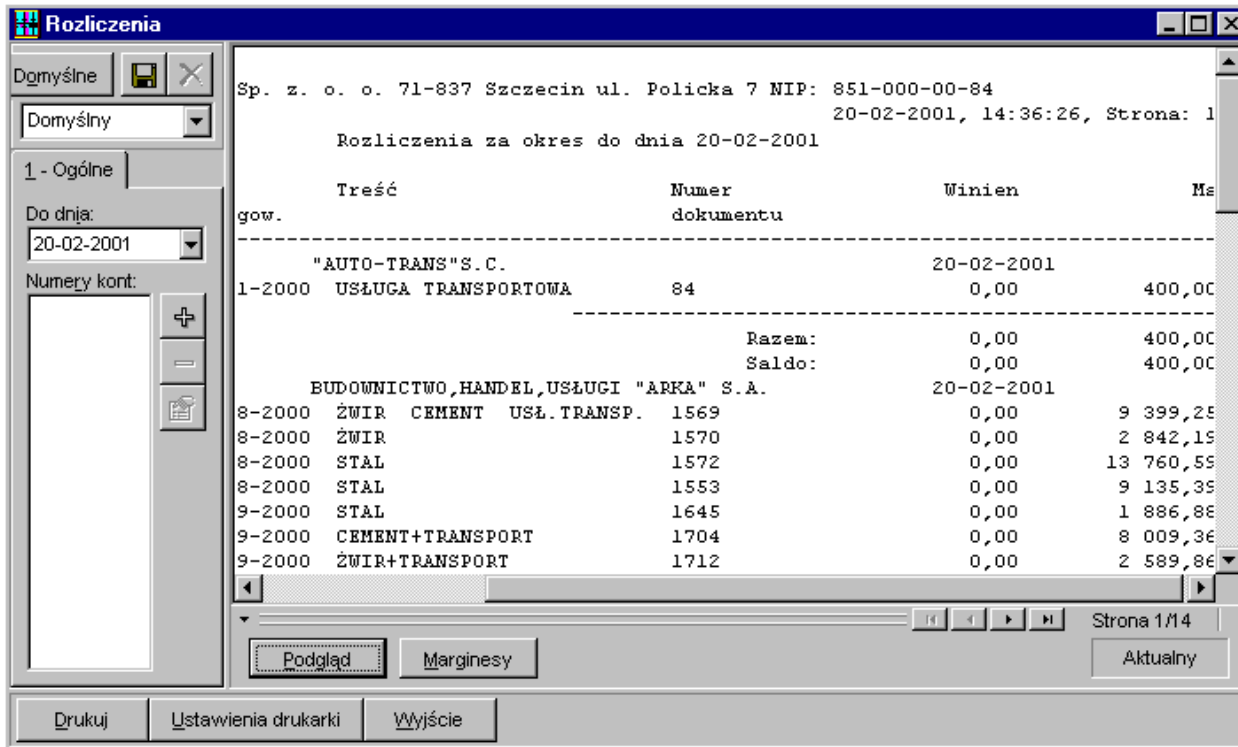 Rozliczenia
Domyślne
Domyślny
1 - Ogólne
Do dnia:
20-02-2001
Numery kont:
Sp. z. o. o. 71-837 Szczecin ul. Policka 7 NIP: 851-000-00-84
20-02-2001, 14:36:26, Strona: 1
Rozliczenia za okres do dnia 20-02-2001
Treść Numer Winien Ma
gow. dokumentu
"AUTO-TRANS"S.C. 20-02-2001
1-2000 USŁUGA TRANSPORTOWA 84 0,00 400,00
Razem: 0,00 400,00
Saldo: 0,00 400,00
BUDOWNICTWO,HANDEL,USŁUGI "ARKA" S.A. 20-02-2001
8-2000 ŻWIR CEMENT USŁ.TRANSP. 1569 0,00 9 399,25
8-2000 ŻWIR 1570 0,00 2 842,19
8-2000 STAL 1572 0,00 13 760,59
8-2000 STAL 1553 0,00 9 135,39
9-2000 STAL 1645 0,00 1 886,88
9-2000 CEMENT+TRANSPORT 1704 0,00 8 009,36
9-2000 ŻWIR+TRANSPORT 1712 0,00 2 589,86
Strona 1/14
Podgląd Marginesy Aktualny
Drukuj Ustawienia drukarki Wyjście